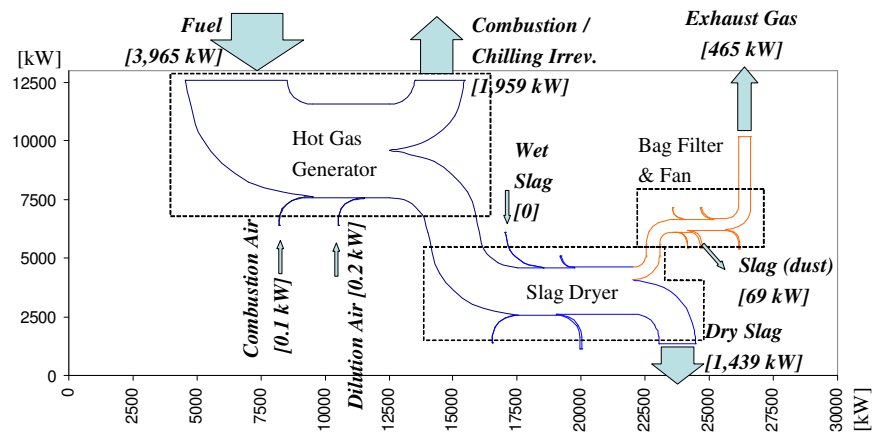 Fuel
[3,965 kW]
Combustion /
Chilling Irrev.
[1,959 kW]
Exhaust Gas
[465 kW]
[kW]
12500
10000
7500
5000
2500
0
Hot Gas
Generator
Wet
Slag
[0]
Bag Filter
& Fan
Combustion Air
[0.1 kW]
Dilution Air [0.2 kW]
Slag Dryer
Slag (dust)
[69 kW]
Dry Slag
[1,439 kW]
0
2500
5000
7500
10000
12500
15000
17500
20000
22500
25000
27500
30000
[kW]